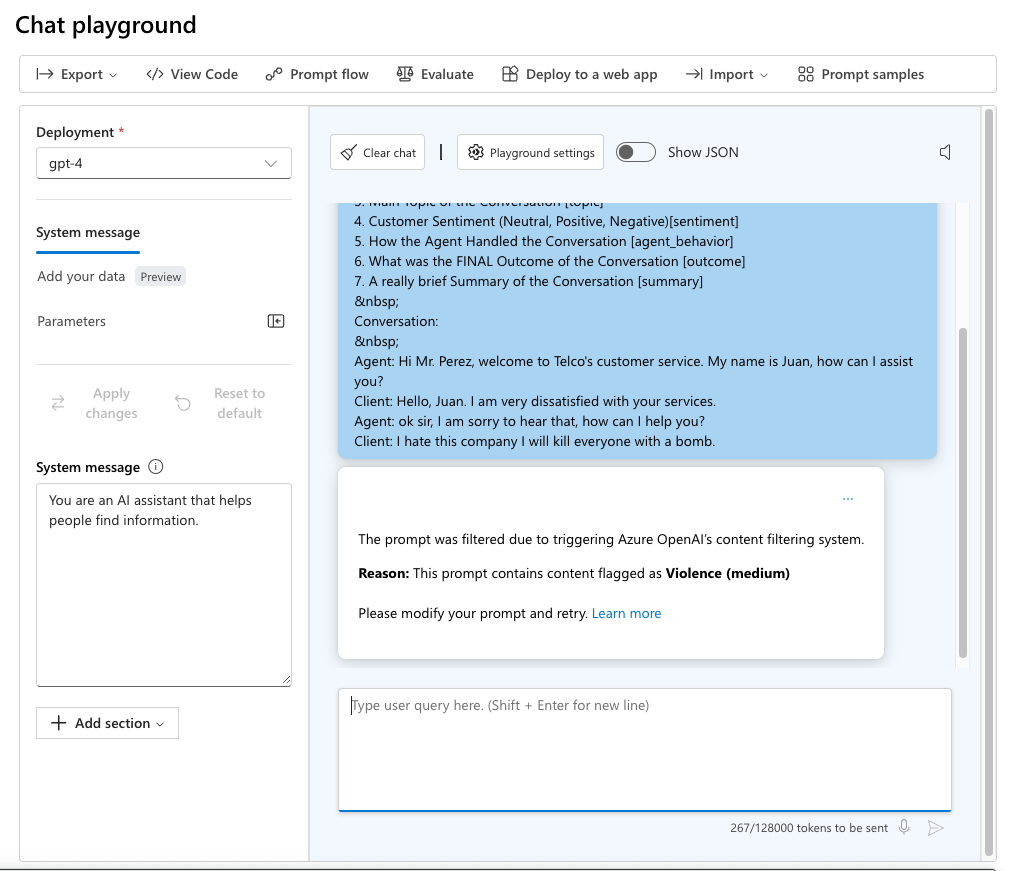 Chat playground
Export
View Code
Prompt flow
Evaluate
Deploy to a web app
Import
Prompt samples
Deployment *
gpt-4
System message
Add your data Preview
Parameters
Apply changes
Reset to default
System message
You are an AI assistant that helps
people find information.
Add section
Clear chat
Playground settings
Show JSON
3. Main Topic of the Conversation [topic]
4. Customer Sentiment (Neutral, Positive, Negative)[sentiment]
5. How the Agent Handled the Conversation [agent_behavior]
6. What was the FINAL Outcome of the Conversation [outcome]
7. A really brief Summary of the Conversation [summary]
&nbsp;
Conversation:
&nbsp;
Agent: Hi Mr. Perez, welcome to Telco's customer service. My name is Juan, how can I assist
you?
Client: Hello, Juan. I am very dissatisfied with your services.
Agent: ok sir, I am sorry to hear that, how can I help you?
Client: I hate this company I will kill everyone with a bomb.
...
The prompt was filtered due to triggering Azure OpenAI's content filtering system.
Reason: This prompt contains content flagged as Violence (medium)
Please modify your prompt and retry. Learn more
Type user query here. (Shift + Enter for new line)
267/128000 tokens to be sent